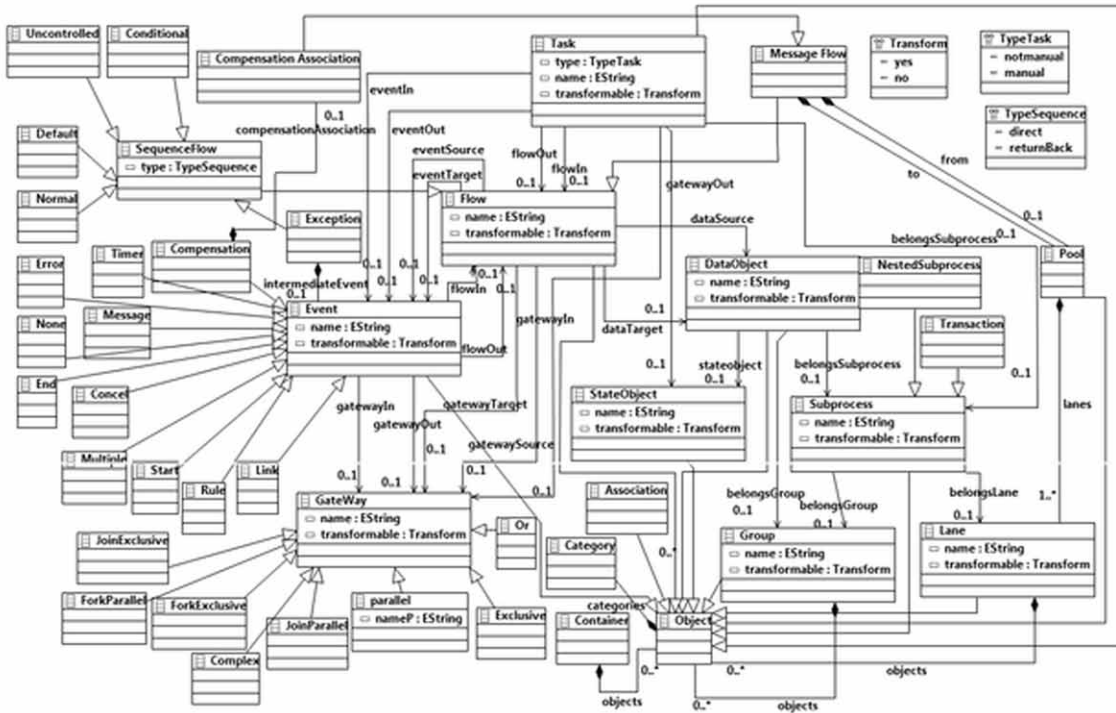 Uncontrolled
Conditional
Compensation Association
Task
type : TypeTask
name : EString
transformable : Transform
Message Flow
Transform
yes
no
TypeTask
notmanual
manual
TypeSequence
direct
returnBack
eventIn
0..1
compensationAssociation
eventOut
Default
SequenceFlow
type : TypeSequence
eventSource
eventTarget
flowOut
flowIn
0..1
0..1
gatewayOut
from
to
Normal
Exception
Flow
name : EString
transformable : Transform
dataSource
0..1
0..1
belongsSubprocess
Timer
Compensation
Error
Pool
DataObject
name : EString
transformable : Transform
NestedSubprocess
0..1
0..1
0..1
0..1
0..1
flowIn
0..1
intermediateEvent
0..1
Event
name : EString
transformable : Transform
None
Message
gatewayIn
0..1
dataTarget
Transaction
flowOut
End
Concel
0..1
stateobject
0..1
belongsSubprocess
0..1
0..1
StateObject
name : EString
transformable : Transform
Subprocess
name : EString
transformable : Transform
lanes
gatewayIn
gatewayTarget
gatewayOut
gatewaySource
0..1
Multiple
Start
Rule
Link
0..1
0..1
0..1
0..1
Association
belongsGroup
0..1
belongsGroup
0..1
belongsLane
0..1
1..*
GateWay
name : EString
transformable : Transform
Or
JoinExclusive
Category
0..*
Group
name : EString
transformable : Transform
Lane
name : EString
transformable : Transform
ForkParallel
ForkExclusive
JoinParallel
parallel
nameP : EString
Exclusive
categories
Container
Object
Complex
0..*
0..*
objects
objects
0..*
objects